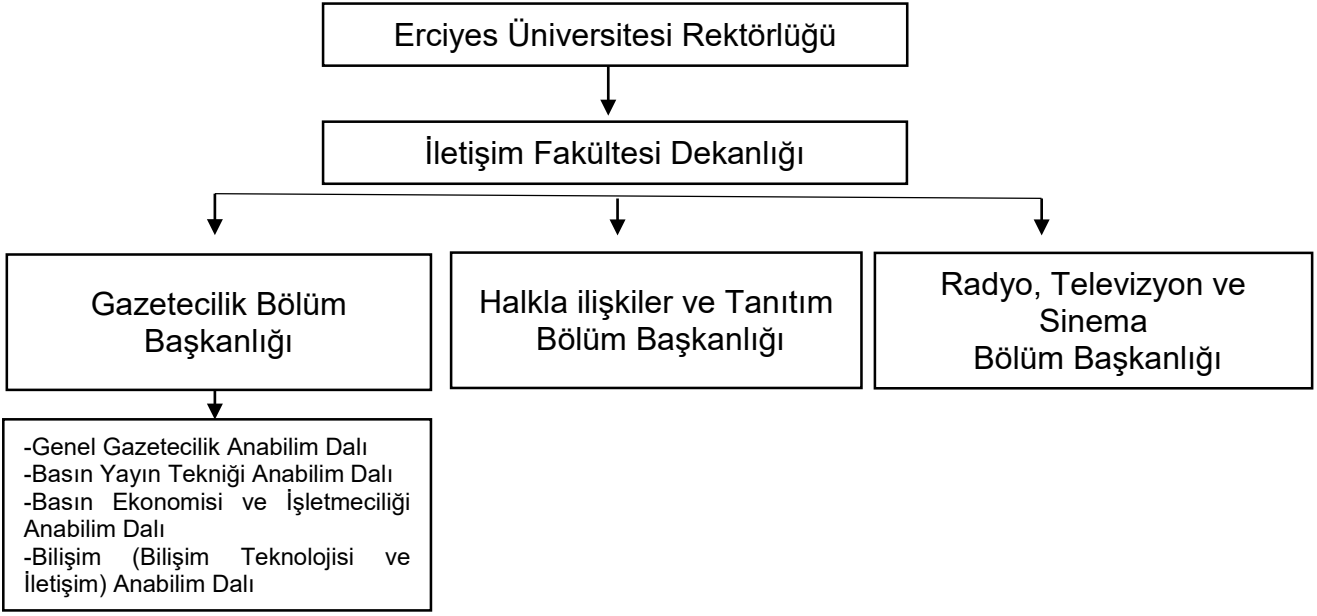 Erciyes Üniversitesi Rektörlüğü
İletişim Fakültesi Dekanlığı
Gazetecilik Bölüm
Başkanlığı
Halkla ilişkiler ve Tanıtım
Bölüm Başkanlığı
Radyo, Televizyon ve
Sinema
Bölüm Başkanlığı
-Genel Gazetecilik Anabilim Dalı
-Basın Yayın Tekniği Anabilim Dalı
-Basın Ekonomisi ve İşletmeciliği
Anabilim Dalı
-Bilişim (Bilişim Teknolojisi ve
İletişim) Anabilim Dalı